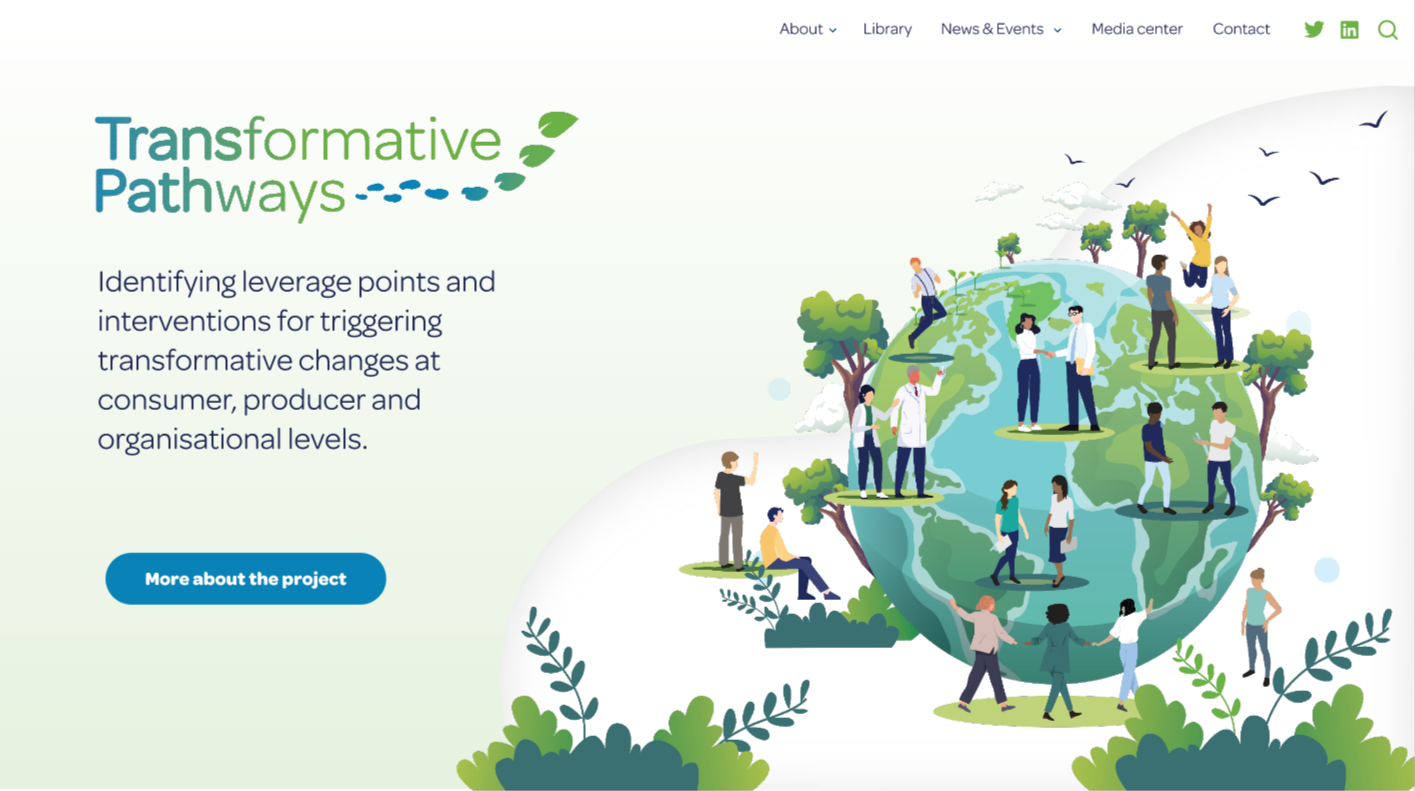 About Library News & Events Media center Contact
Transformative
Pathways
Identifying leverage points and
interventions for triggering
transformative changes at
consumer, producer and
organisational levels.
More about the project